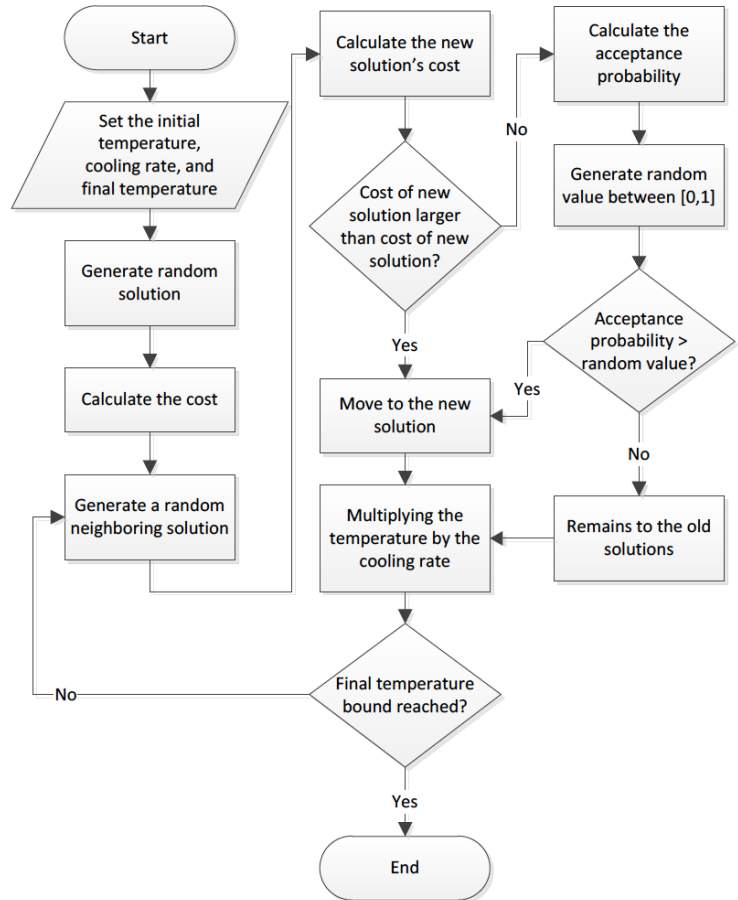 Start
Set the initial
temperature,
cooling rate, and
final temperature
Generate random
solution
Calculate the cost
Generate a random
neighboring solution
Calculate the new
solution's cost
Cost of new
solution larger
than cost of new
solution?
No
Yes
Calculate the
acceptance
probability
Generate random
value between [0,1]
Acceptance
probability >
random value?
Yes
No
Move to the new
solution
Remains to the old
solutions
Multiplying the
temperature by the
cooling rate
Final temperature
bound reached?
No
Yes
End